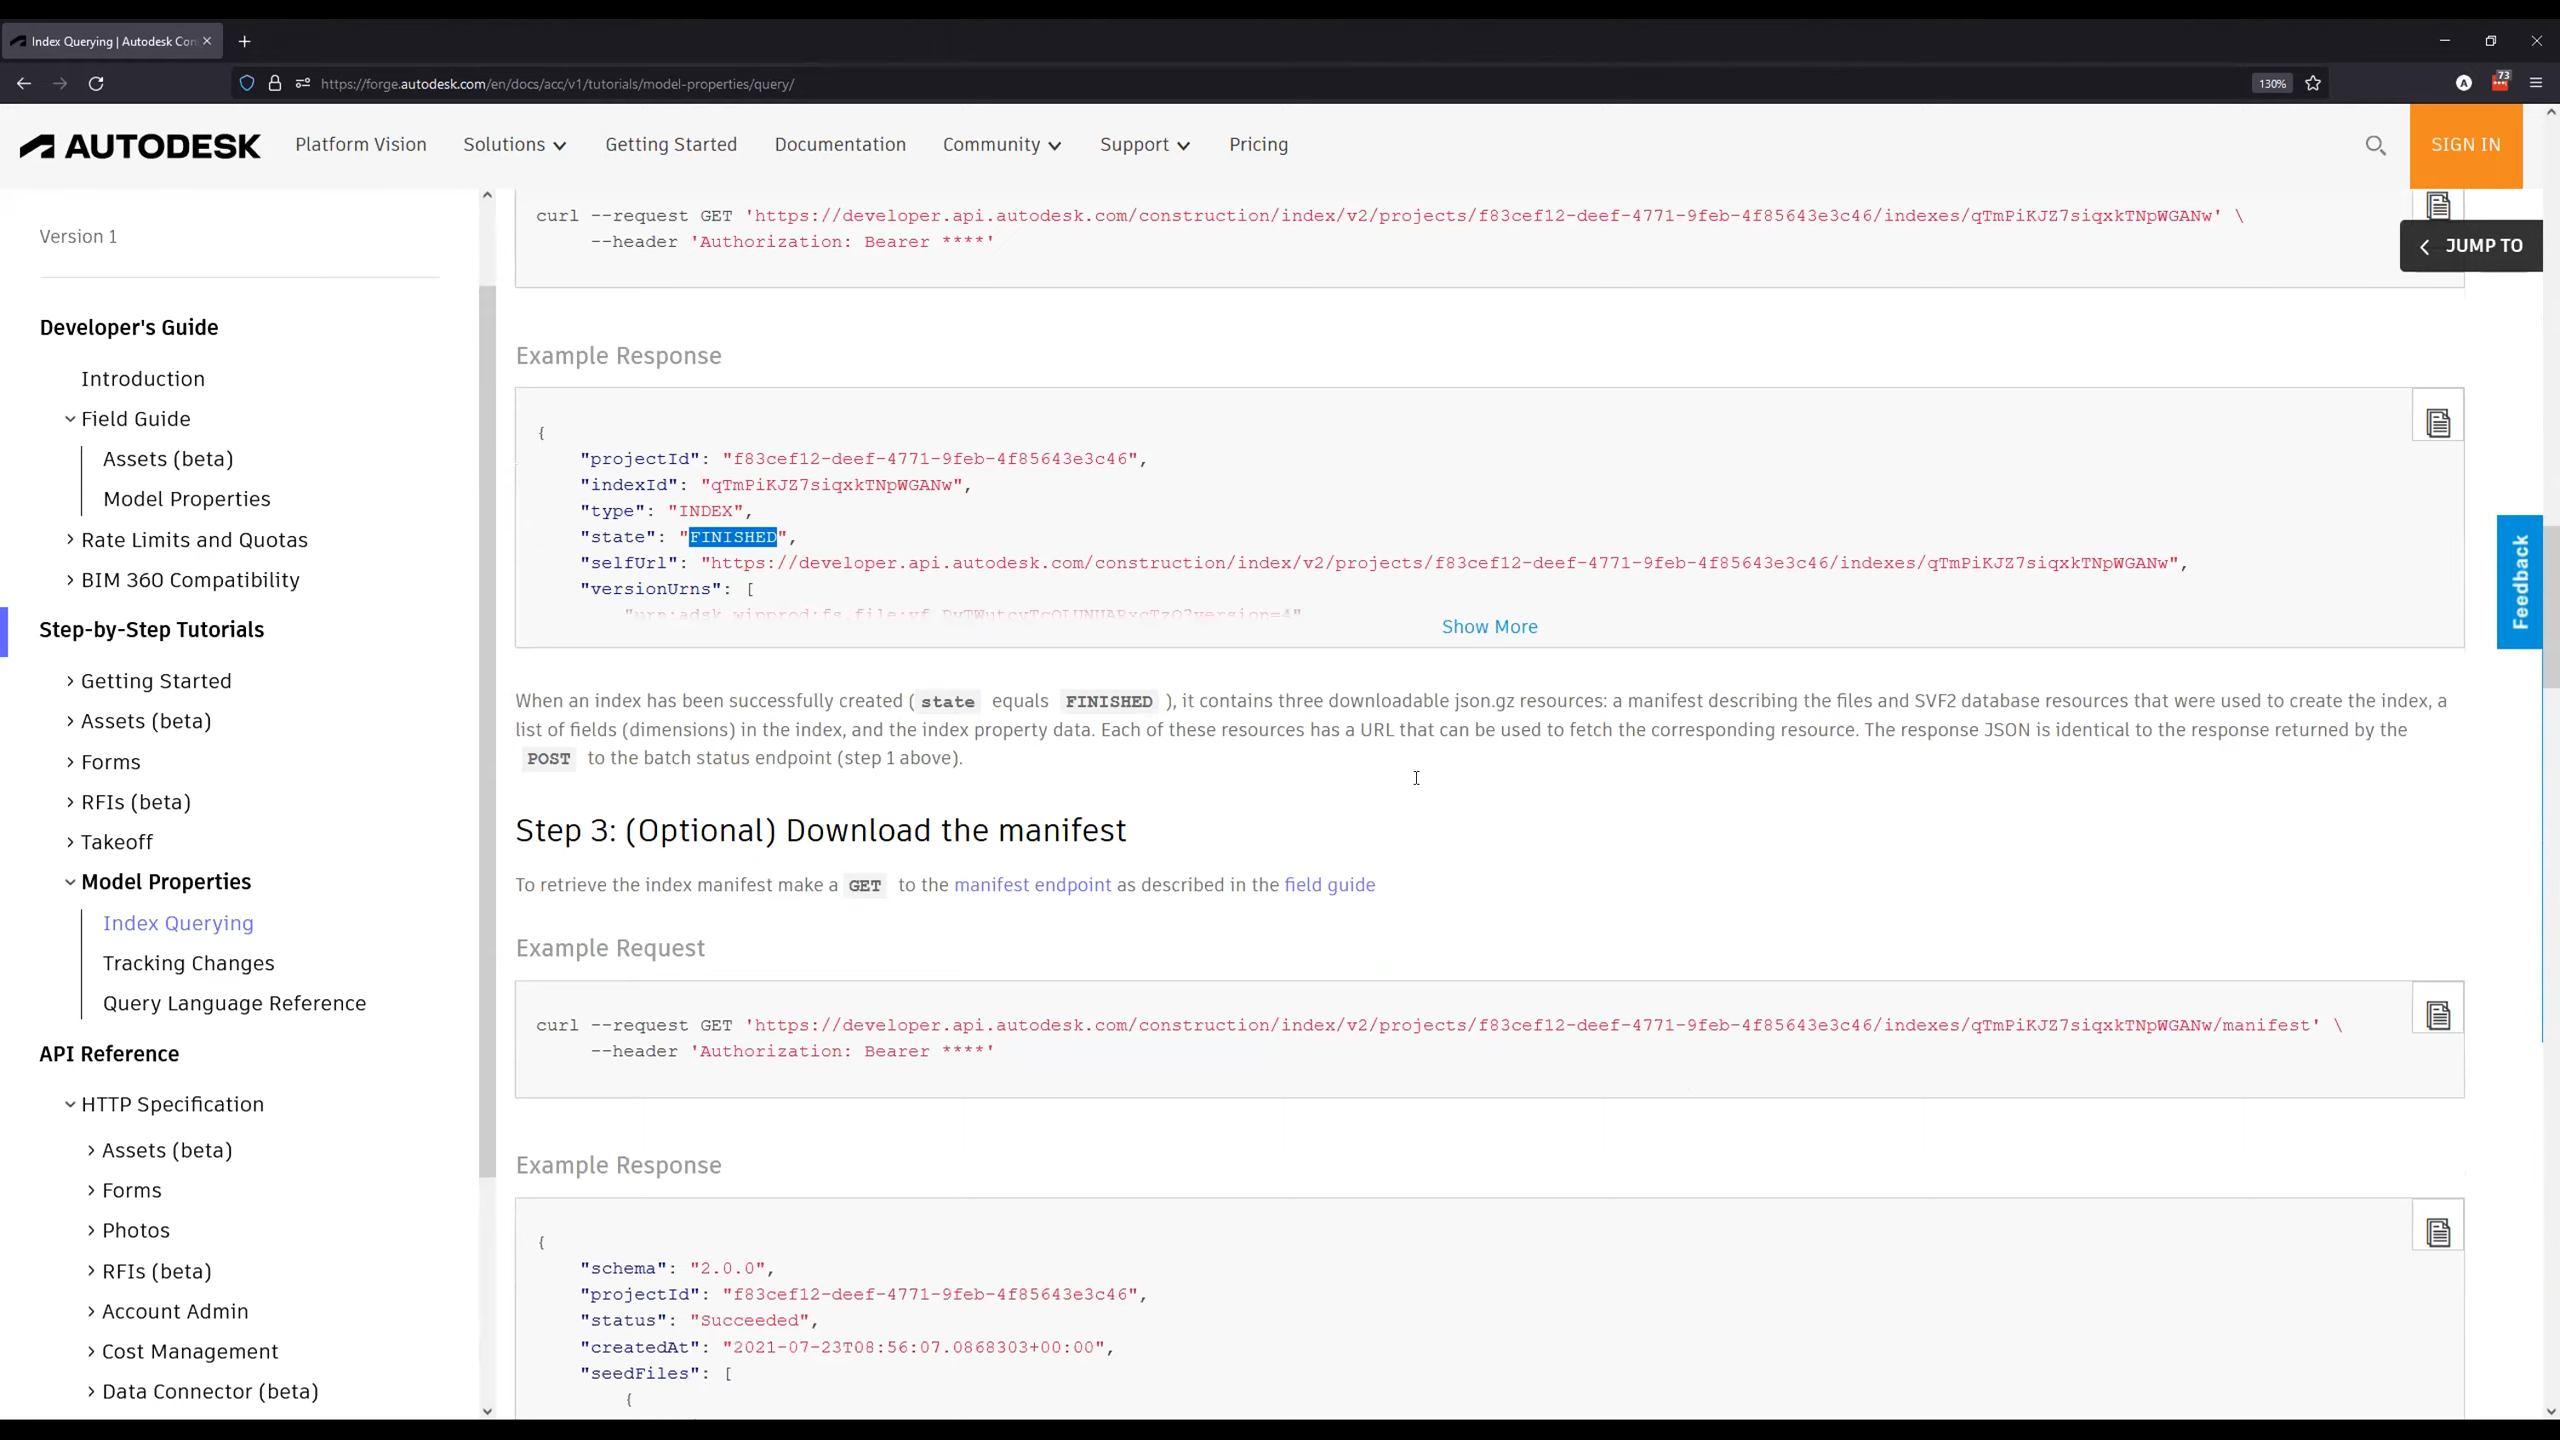 Index Querying | Autodesk Con
https://forge.autodesk.com/en/docs/acc/v1/tutorials/model-properties/query/
130%
A
73
AUTODESK
Platform Vision
Solutions
Getting Started
Documentation
Community
Support
Pricing
SIGN IN
Version 1
Developer's Guide
Introduction
Field Guide
Assets (beta)
Model Properties
Rate Limits and Quotas
BIM 360 Compatibility
Step-by-Step Tutorials
Getting Started
Assets (beta)
Forms
RFIs (beta)
Takeoff
Model Properties
Index Querying
Tracking Changes
Query Language Reference
API Reference
HTTP Specification
Assets (beta)
Forms
Photos
RFIs (beta)
Account Admin
Cost Management
Data Connector (beta)
curl --request GET 'https://developer.api.autodesk.com/construction/index/v2/projects/f83cef12-deef-4771-9feb-4f85643e3c46/indexes/qTmPiKJZ7siqxkTNpWGANw' \
--header 'Authorization: Bearer ****'
JUMP TO
Example Response
{
"projectId": "f83cef12-deef-4771-9feb-4f85643e3c46",
"indexId": "qTmPiKJZ7siqxkTNpWGANw",
"type": "INDEX",
"state": "FINISHED",
"selfUrl": "https://developer.api.autodesk.com/construction/index/v2/projects/f83cef12-deef-4771-9feb-4f85643e3c46/indexes/qTmPiKJZ7siqxkTNpWGANw",
"versionUrns": [
Show More
Feedback
When an index has been successfully created ( state equals FINISHED ), it contains three downloadable json.gz resources: a manifest describing the files and SVF2 database resources that were used to create the index, a
list of fields (dimensions) in the index, and the index property data. Each of these resources has a URL that can be used to fetch the corresponding resource. The response JSON is identical to the response returned by the
POST to the batch status endpoint (step 1 above).
Step 3: (Optional) Download the manifest
To retrieve the index manifest make a GET to the manifest endpoint as described in the field guide
Example Request
curl --request GET 'https://developer.api.autodesk.com/construction/index/v2/projects/f83cef12-deef-4771-9feb-4f85643e3c46/indexes/qTmPiKJZ7siqxkTNpWGANw/manifest' \
--header 'Authorization: Bearer ****'
Example Response
{
"schema": "2.0.0",
"projectId": "f83cef12-deef-4771-9feb-4f85643e3c46",
"status": "Succeeded",
"createdAt": "2021-07-23T08:56:07.0868303+00:00",
"seedFiles": [
{